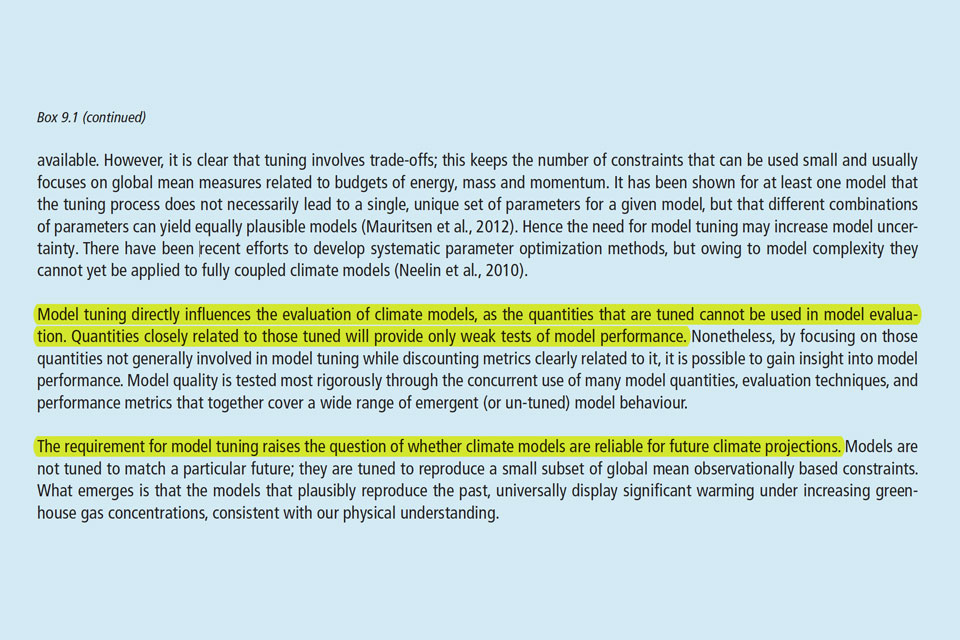 Box 9.1 (continued)
available. However, it is clear that tuning involves trade-offs; this keeps the number of constraints that can be used small and usually
focuses on global mean measures related to budgets of energy, mass and momentum. It has been shown for at least one model that
the tuning process does not necessarily lead to a single, unique set of parameters for a given model, but that different combinations
of parameters can yield equally plausible models (Mauritsen et al., 2012). Hence the need for model tuning may increase model uncer-
tainty. There have been recent efforts to develop systematic parameter optimization methods, but owing to model complexity they
cannot yet be applied to fully coupled climate models (Neelin et al., 2010).
Model tuning directly influences the evaluation of climate models, as the quantities that are tuned cannot be used in model evalua-
tion. Quantities closely related to those tuned will provide only weak tests of model performance. Nonetheless, by focusing on those
quantities not generally involved in model tuning while discounting metrics clearly related to it, it is possible to gain insight into model
performance. Model quality is tested most rigorously through the concurrent use of many model quantities, evaluation techniques, and
performance metrics that together cover a wide range of emergent (or un-tuned) model behaviour.
The requirement for model tuning raises the question of whether climate models are reliable for future climate projections. Models are
not tuned to match a particular future; they are tuned to reproduce a small subset of global mean observationally based constraints.
What emerges is that the models that plausibly reproduce the past, universally display significant warming under increasing green-
house gas concentrations, consistent with our physical understanding.